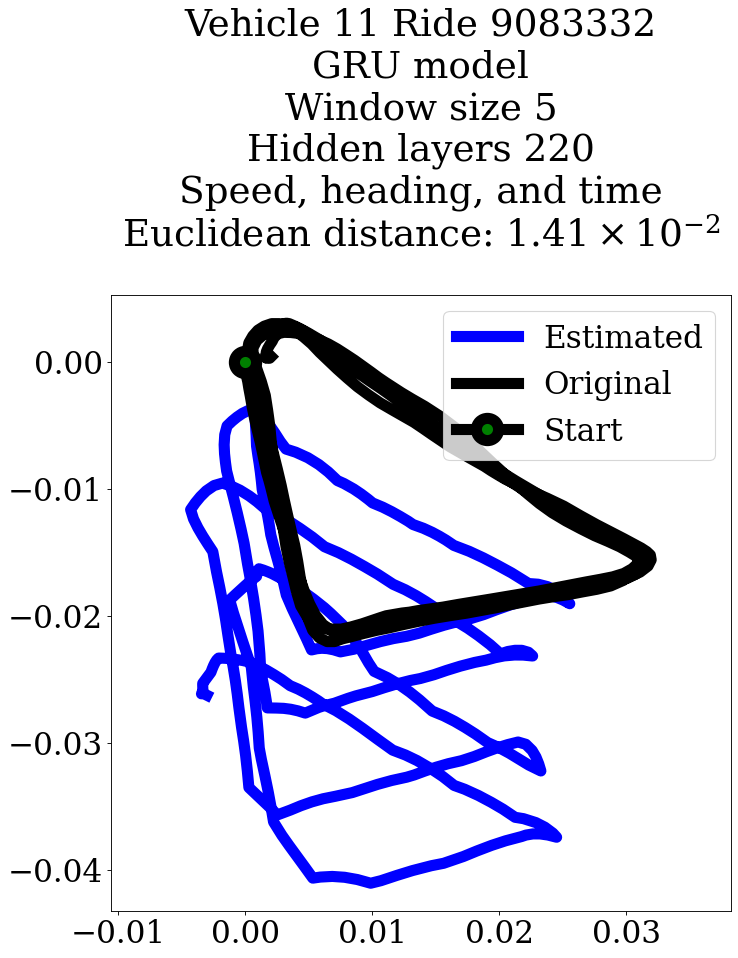 Vehicle 11 Ride 9083332
GRU model
Window size 5
Hidden layers 220
Speed, heading, and time
Euclidean distance: 1.41 × 10⁻²
Estimated
Original
Start
0.00
−0.01
−0.02
−0.03
−0.04
−0.01 0.00 0.01 0.02 0.03